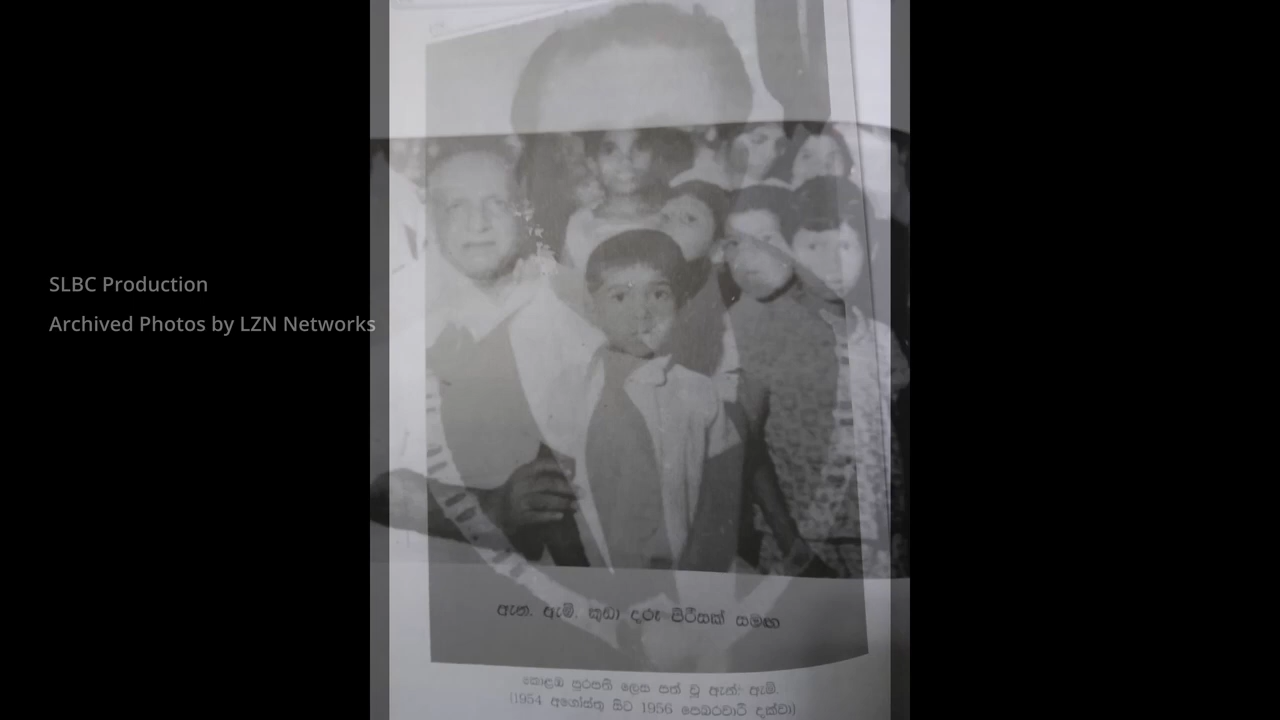 SLBC Production
Archived Photos by LZN Networks
ඇන්. ඇම්. කුඩා දරු පිරිසක් සමඟ
කොළඹ පුරපති ලෙස පත් වූ ඇන්. ඇම්.
(1954 අගෝස්තු සිට 1956 පෙබරවාරි දක්වා)